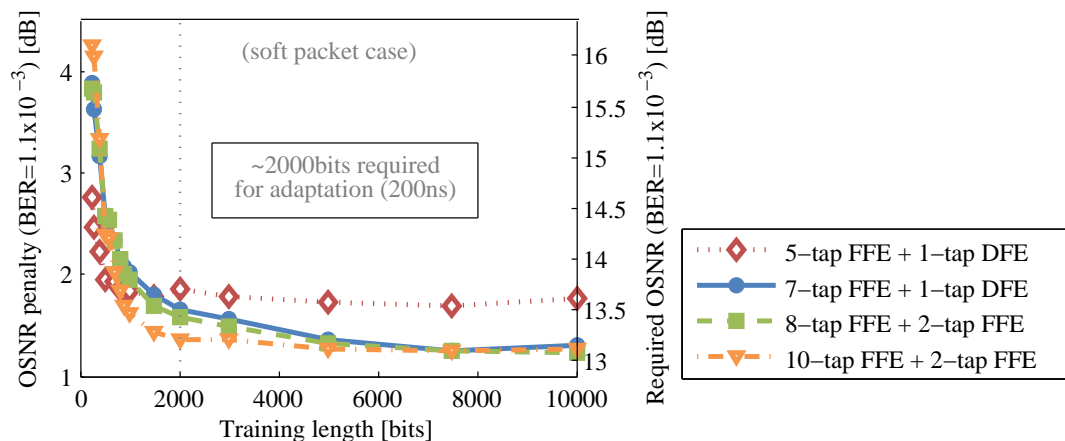 (soft packet case)
~2000bits required
for adaptation (200ns)
OSNR penalty (BER=1.1x10 −3) [dB]
4
3
2
1
Required OSNR (BER=1.1x10 −3) [dB]
16
15.5
15
14.5
14
13.5
13
0 2000 4000 6000 8000 10000
Training length [bits]
5−tap FFE + 1−tap DFE
7−tap FFE + 1−tap DFE
8−tap FFE + 2−tap FFE
10−tap FFE + 2−tap FFE